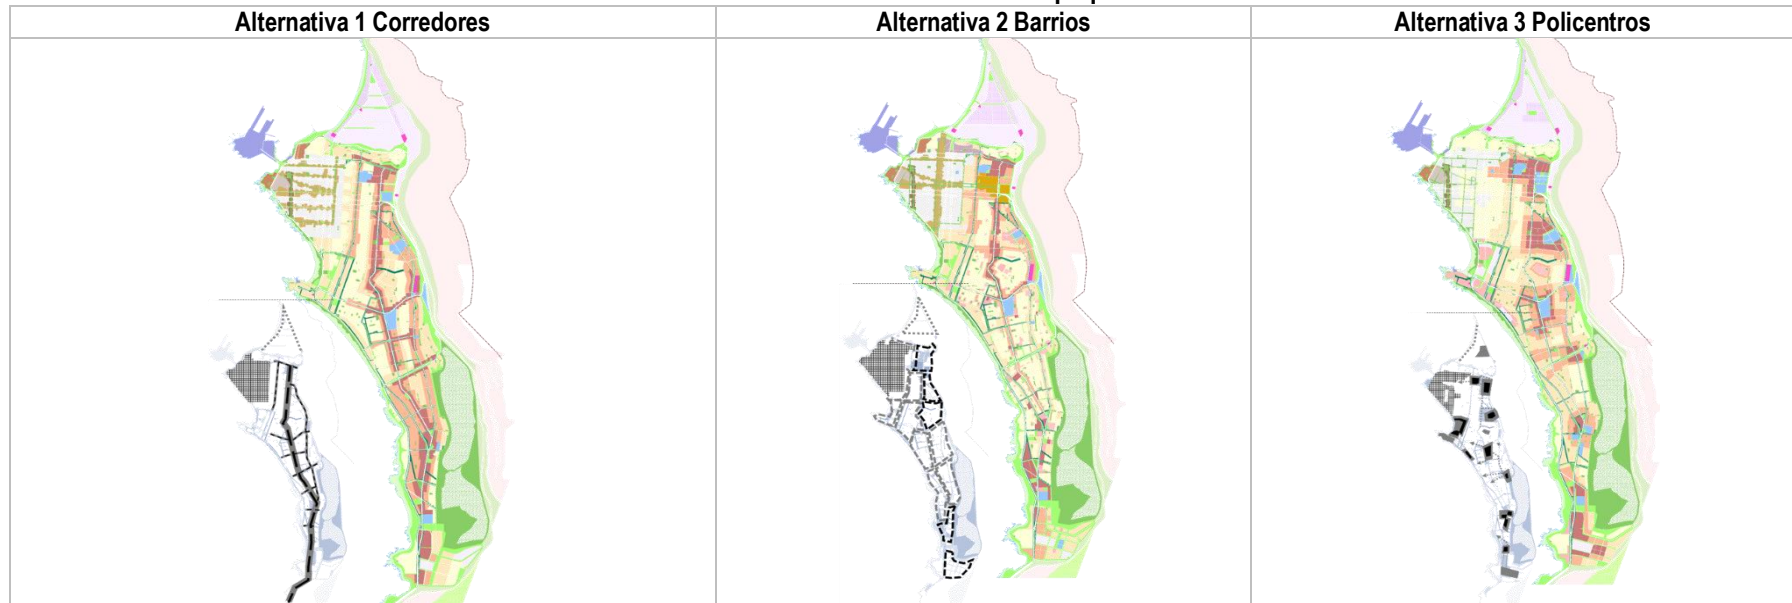 Alternativa 1 Corredores
Alternativa 2 Barrios
Alternativa 3 Policentros